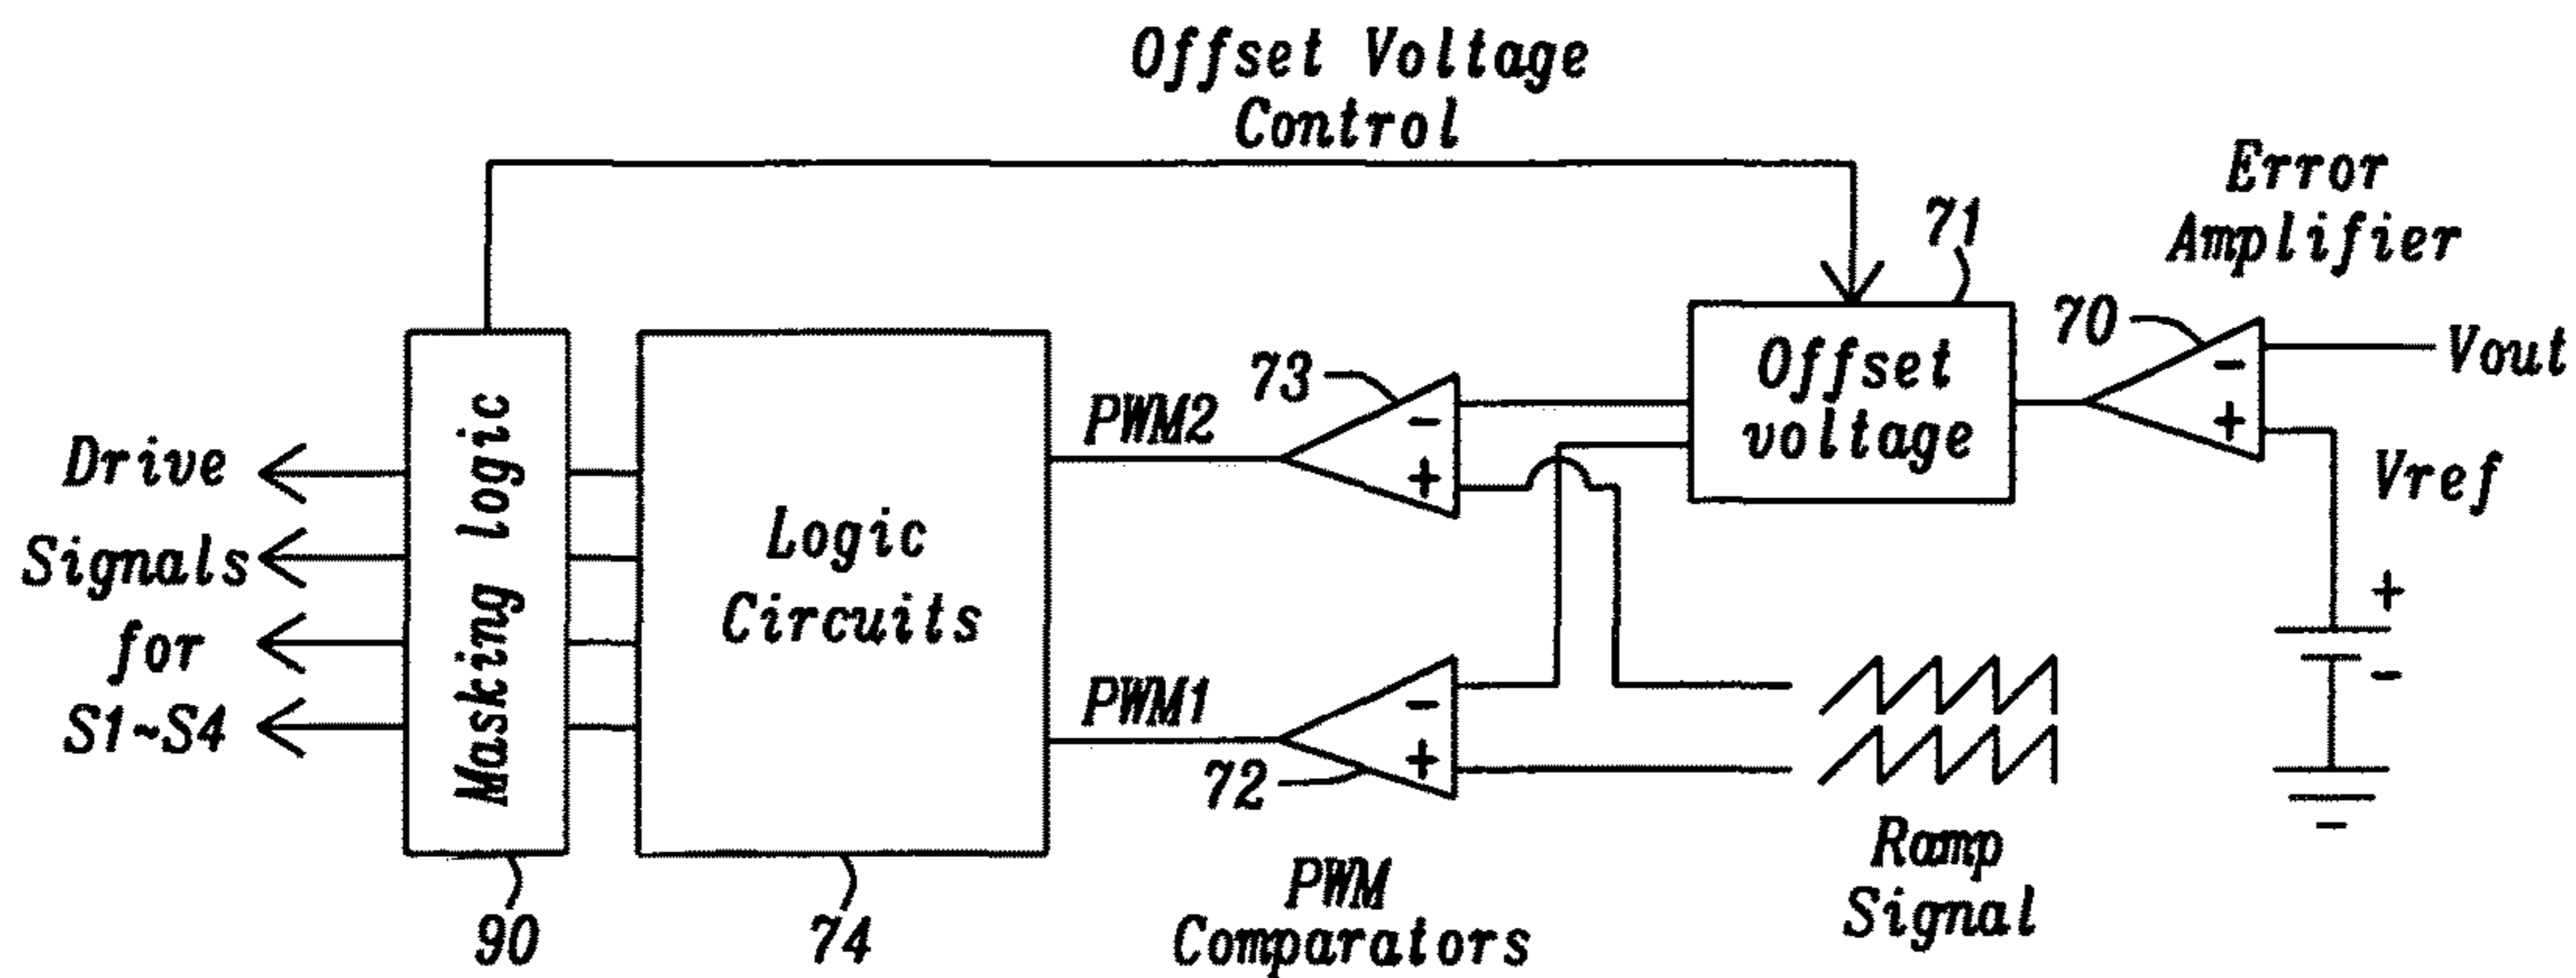 Offset Voltage
Control
Error
Amplifier
71
70
Offset
voltage
- Vout
+
Vref
+
-
73
PWM2
-
+
Masking logic
Logic
Circuits
Drive
Signals
for
S1~S4
PWM1
-
+
72
Ramp
Signal
PWM
Comparators
90
74